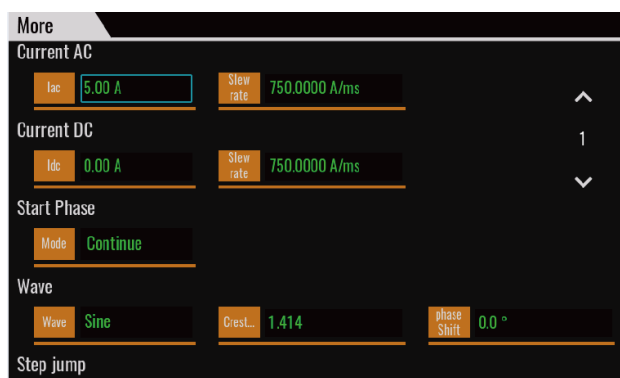 More
Current AC
Iac 5.00 A Slew rate 750.0000 A/ms
Current DC
1
Idc 0.00 A Slew rate 750.0000 A/ms
Start Phase
Mode Continue
Wave
Wave Sine Crest... 1.414 phase Shift 0.0 °
Step jump